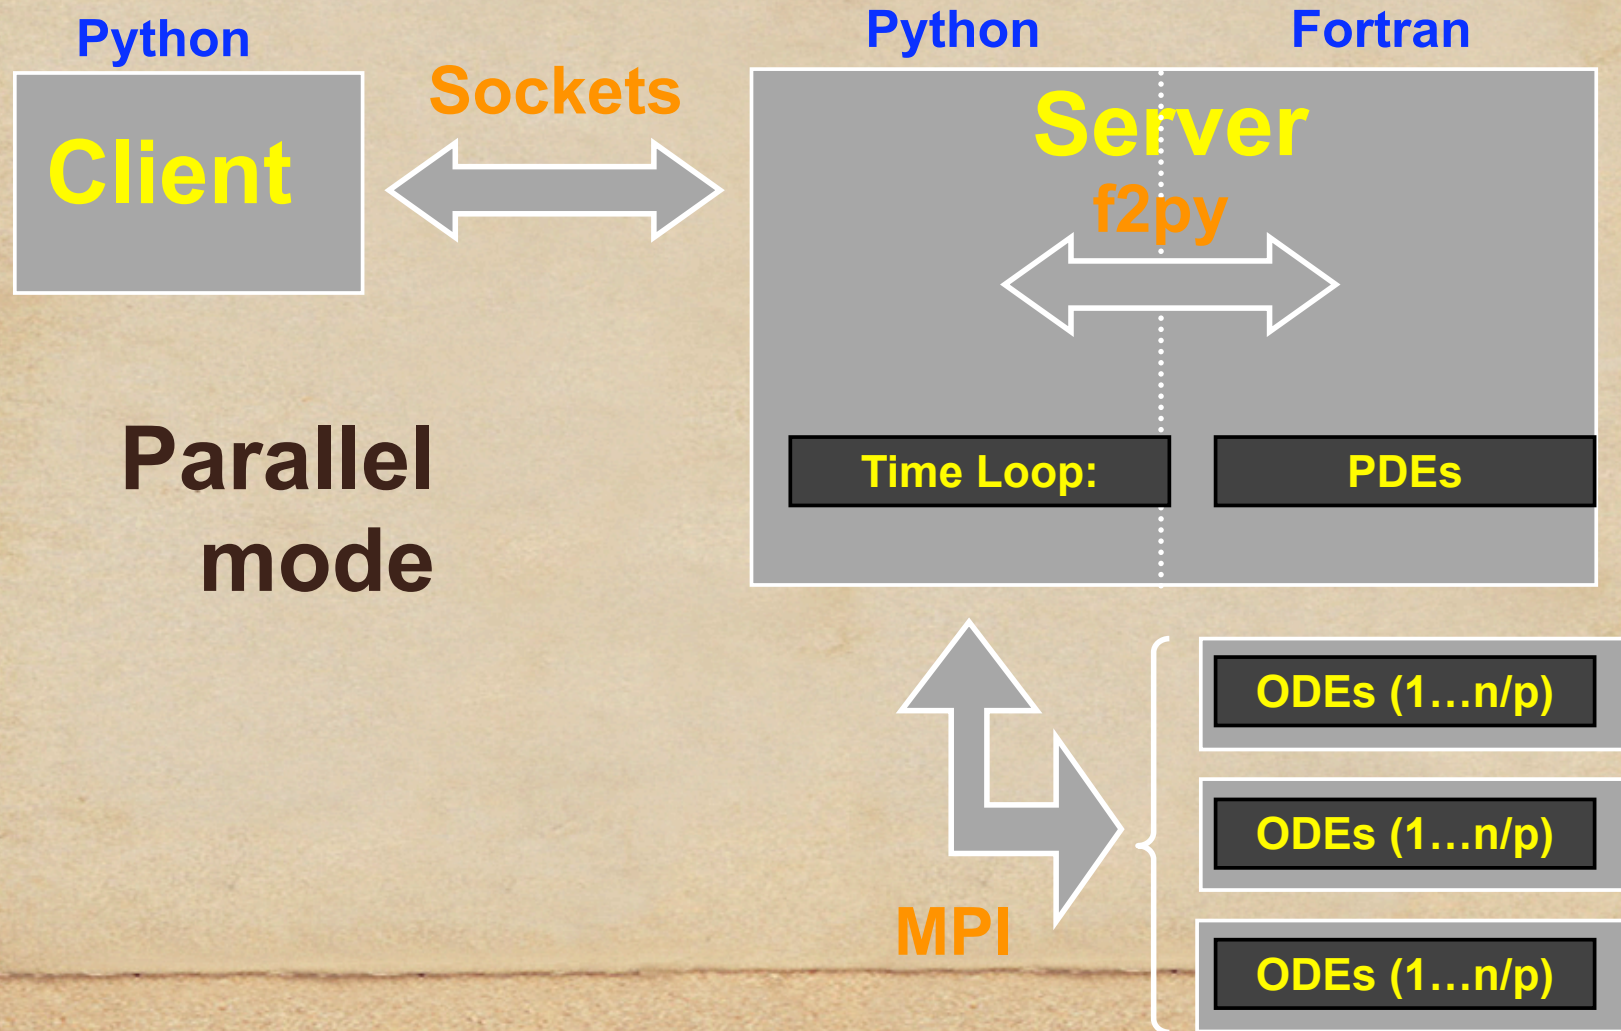 Python
Python
Fortran
Sockets
Client
Server
f2py
Parallel
mode
Time Loop:
PDEs
ODEs (1…n/p)
ODEs (1…n/p)
MPI
ODEs (1…n/p)